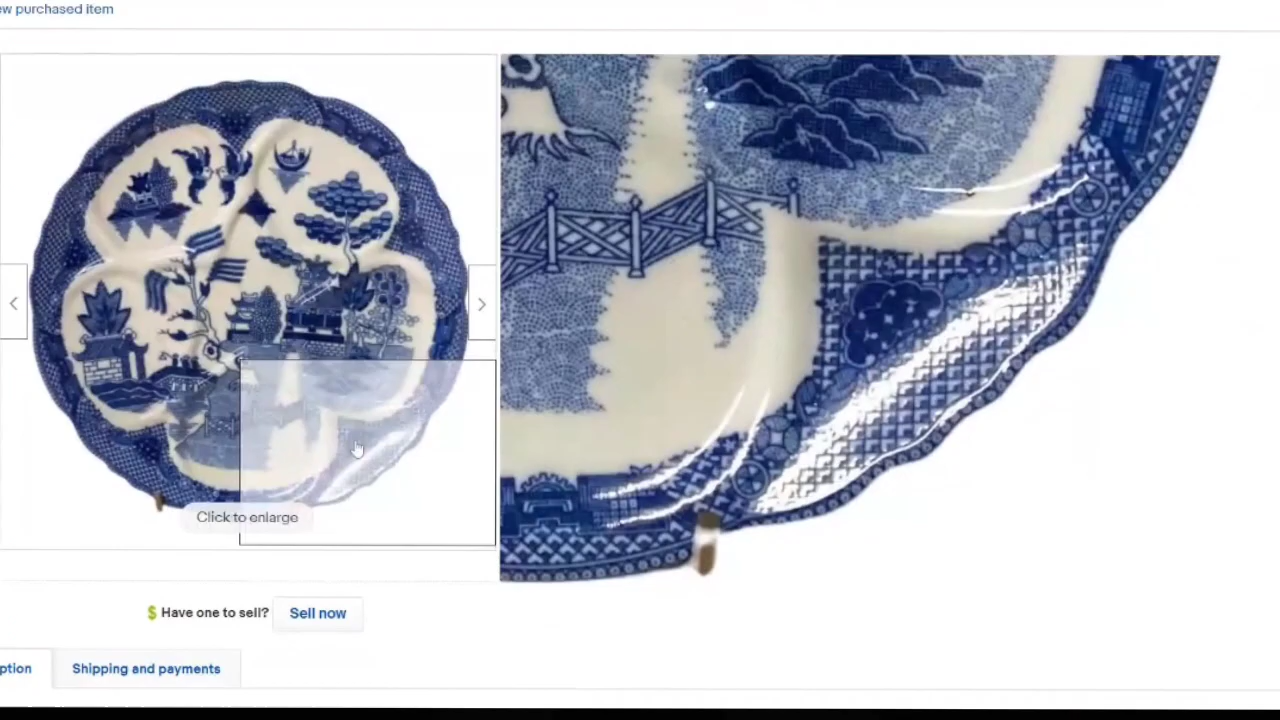 ew purchased item
Click to enlarge
$ Have one to sell? Sell now
ption Shipping and payments